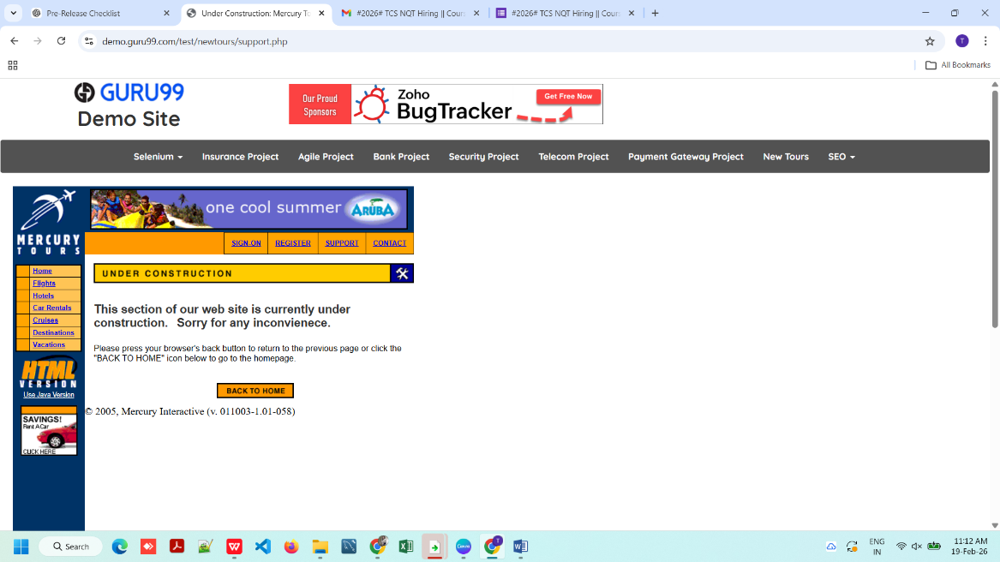 Pre-Release Checklist
Under Construction: Mercury To
#2026# TCS NQT Hiring || Cours
#2026# TCS NQT Hiring || Cours
demo.guru99.com/test/newtours/support.php
T
All Bookmarks
GURU99
Demo Site
Our Proud
Sponsors
Zoho
BugTracker
Get Free Now
Selenium
Insurance Project
Agile Project
Bank Project
Security Project
Telecom Project
Payment Gateway Project
New Tours
SEO
MERCURY
TOURS
one cool summer
ARUBA
SIGN-ON
REGISTER
SUPPORT
CONTACT
Home
Flights
Hotels
Car Rentals
Cruises
Destinations
Vacations
HTML
VERSION
Use Java Version
SAVINGS!
Rent A Car
CLICK HERE
UNDER CONSTRUCTION
This section of our web site is currently under
construction. Sorry for any inconvienece.
Please press your browser's back button to return to the previous page or click the
"BACK TO HOME" icon below to go to the homepage.
BACK TO HOME
© 2005, Mercury Interactive (v. 011003-1.01-058)
Search
ENG
IN
11:12 AM
19-Feb-26